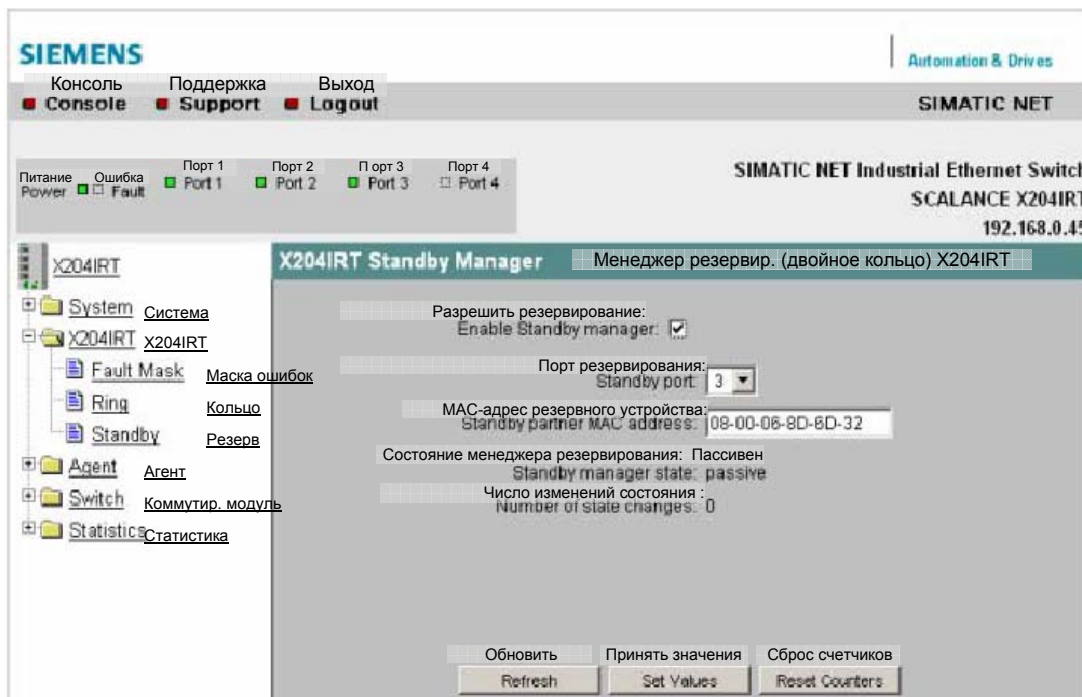 SIEMENS
Automation & Drives
Консоль Поддержка Выход
Console Support Logout
SIMATIC NET
Питание Ошибка Порт 1 Порт 2 П орт 3 Порт 4
Power Fault Port 1 Port 2 Port 3 Port 4
SIMATIC NET Industrial Ethernet Switch
SCALANCE X204IRT
192.168.0.45
X204IRT
X204IRT Standby Manager Менеджер резервир. (двойное кольцо) X204IRT
System Система
X204IRT X204IRT
Fault Mask Маска ошибок
Ring Кольцо
Standby Резерв
Agent Агент
Switch Коммутир. модуль
Statistics Статистика
Разрешить резервирование:
Enable Standby manager:
Порт резервирования:
Standby port: 3
МАС-адрес резервного устройства:
Standby partner MAC address: 08-00-06-8D-6D-32
Состояние менеджера резервирования: Пассивен
Standby manager state: passive
Число изменений состояния :
Number of state changes: 0
Обновить Принять значения Сброс счетчиков
Refresh Set Values Reset Counters